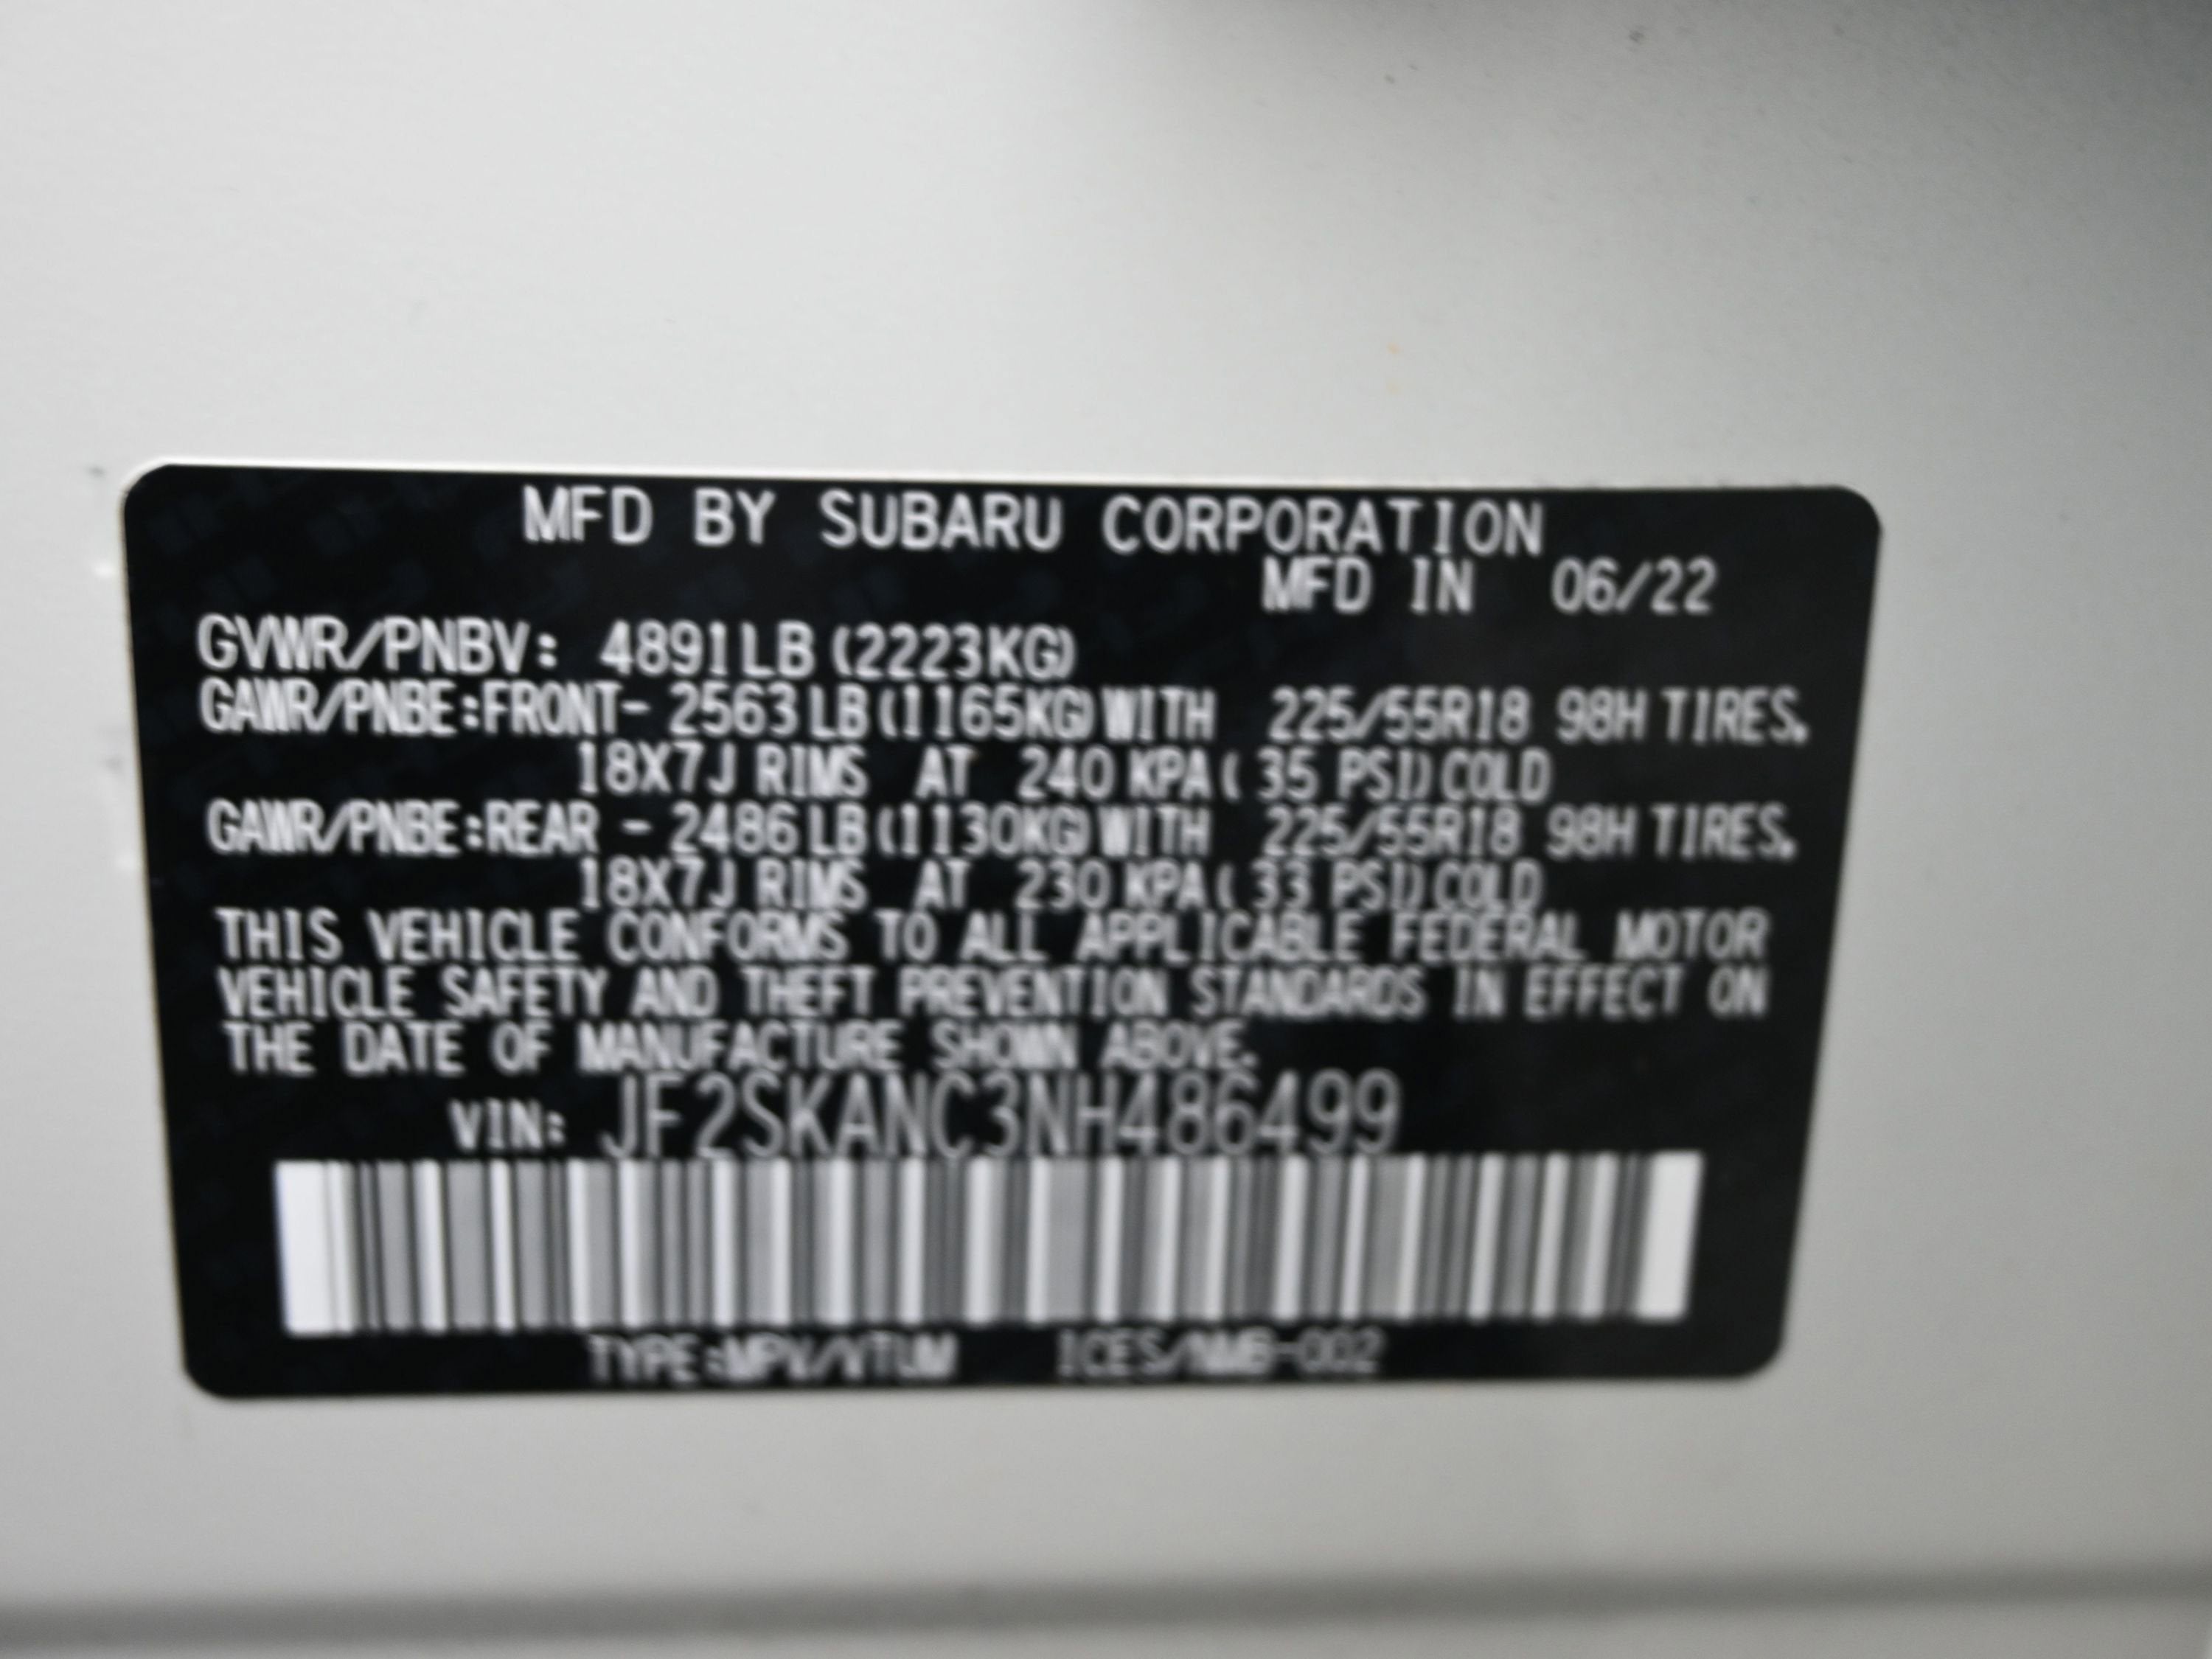 MFD BY SUBARU CORPORATION
MFD IN 06/22
GVWR/PNBV: 4891LB (2223KG)
GAWR/PNBE:FRONT- 2563LB(1165KG)WITH 225/55R18 98H TIRES.
18X7J RIMS AT 240 KPA( 35 PSI)COLD
GAWR/PNBE:REAR - 2486LB(1130KG)WITH 225/55R18 98H TIRES.
18X7J RIMS AT 230 KPA( 33 PSI)COLD
THIS VEHICLE CONFORMS TO ALL APPLICABLE FEDERAL MOTOR
VEHICLE SAFETY AND THEFT PREVENTION STANDARDS IN EFFECT ON
THE DATE OF MANUFACTURE SHOWN ABOVE.
VIN: JF2SKANC3NH486499
TYPE:MPV/VTUM ICES/NMB-002